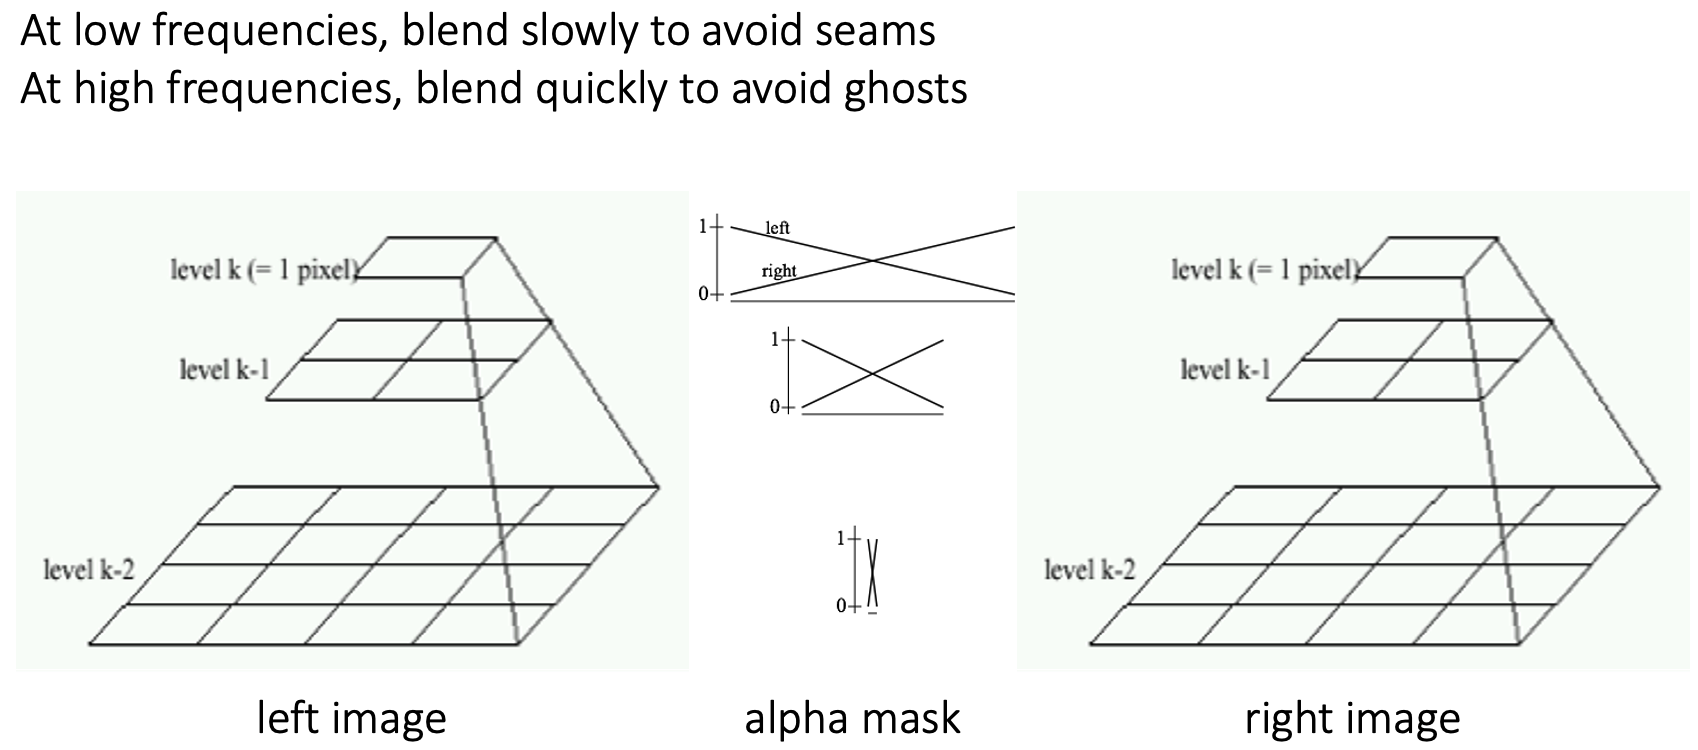 At low frequencies, blend slowly to avoid seams
At high frequencies, blend quickly to avoid ghosts
level k (= 1 pixel)
level k-1
level k-2
left image
1
left
right
0
1
0
1
0
alpha mask
level k (= 1 pixel)
level k-1
level k-2
right image